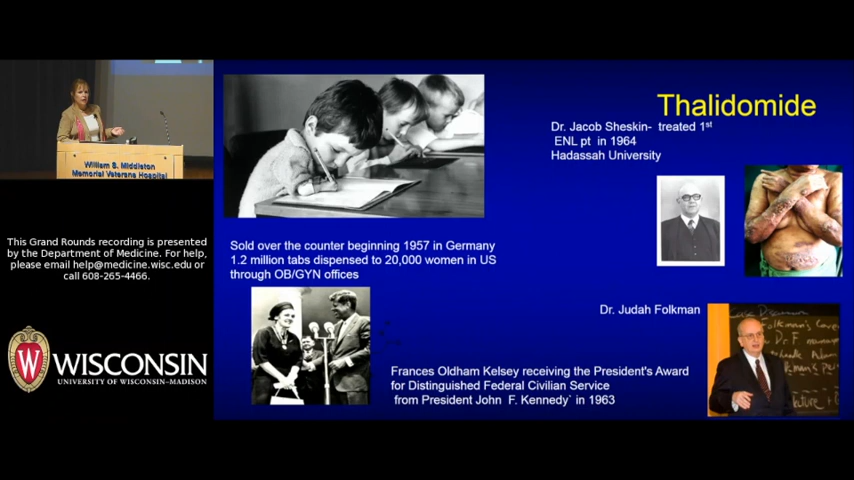 William S. Middleton
Memorial Veterans Hospital
This Grand Rounds recording is presented
by the Department of Medicine. For help,
please email help@medicine.wisc.edu or
call 608-265-4466.
W
WISCONSIN
UNIVERSITY OF WISCONSIN–MADISON
Thalidomide
Dr. Jacob Sheskin- treated 1st
ENL pt in 1964
Hadassah University
Sold over the counter beginning 1957 in Germany
1.2 million tabs dispensed to 20,000 women in US
through OB/GYN offices
Dr. Judah Folkman
Frances Oldham Kelsey receiving the President's Award
for Distinguished Federal Civilian Service
from President John F. Kennedy` in 1963